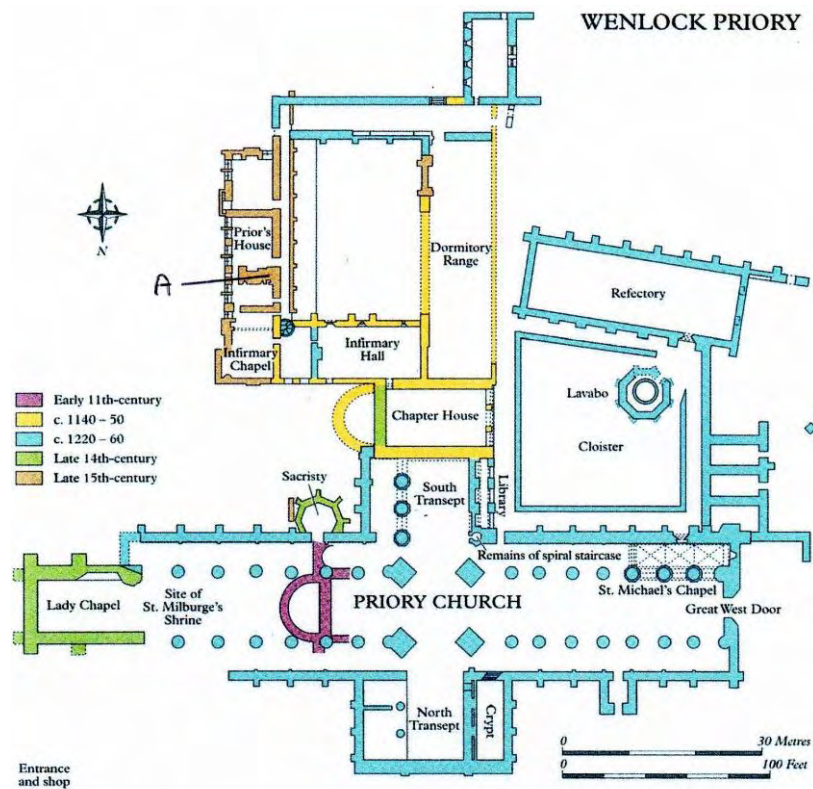 WENLOCK PRIORY
N
Prior's
House
A
Dormitory
Range
Refectory
Infirmary
Chapel
Infirmary
Hall
Lavabo
Chapter House
Cloister
Early 11th-century
c. 1140 – 50
c. 1220 – 60
Late 14th-century
Late 15th-century
Sacristy
South
Transept
Library
Remains of spiral staircase
St. Michael's Chapel
Great West Door
Lady Chapel
Site of
St. Milburge's
Shrine
PRIORY CHURCH
North
Transept
Crypt
0 30 Metres
0 100 Feet
Entrance
and shop